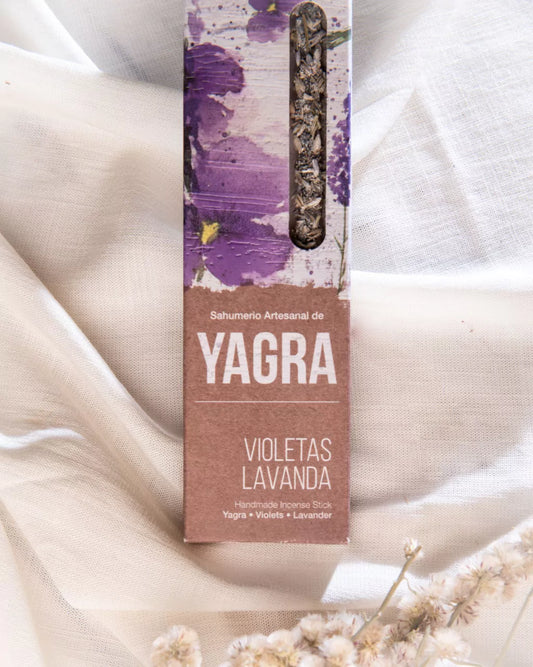 Sahumerio Artesanal de
YAGRA
VIOLETAS
LAVANDA
Handmade Incense Stick
Yagra • Violets • Lavander